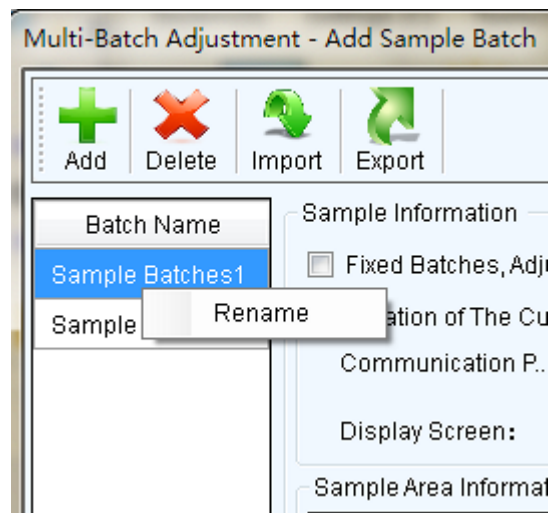 Multi-Batch Adjustment - Add Sample Batch
Add Delete Import Export
Batch Name
Sample Batches1
Sample
Rename
Sample Information
Fixed Batches, Adj
ation of The Cu
Communication P...
Display Screen:
Sample Area Informat